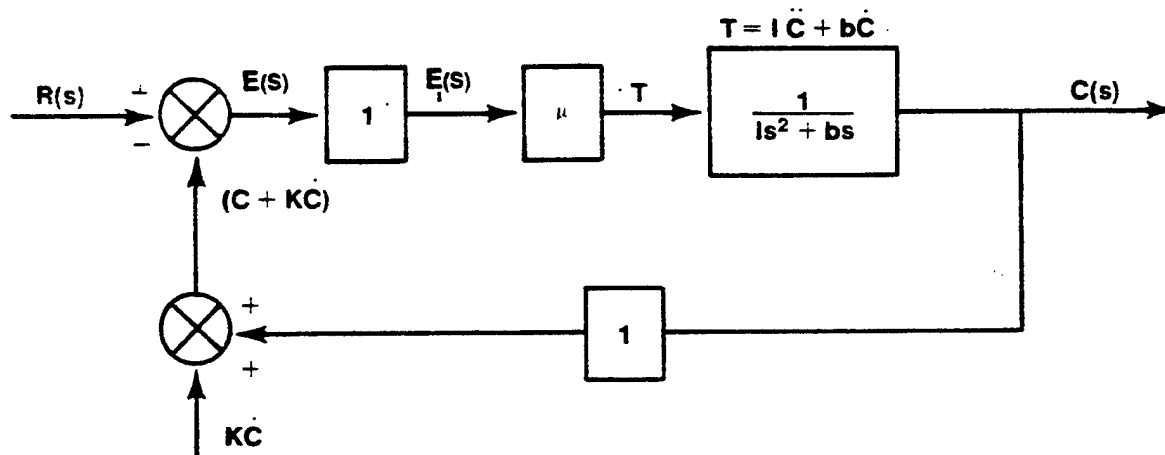 T = I C̈ + bĊ
R(s)
+
−
E(S)
1
E₁(S)
μ
T
1
Is² + bs
C(s)
(C + KĊ)
+
+
1
KĊ